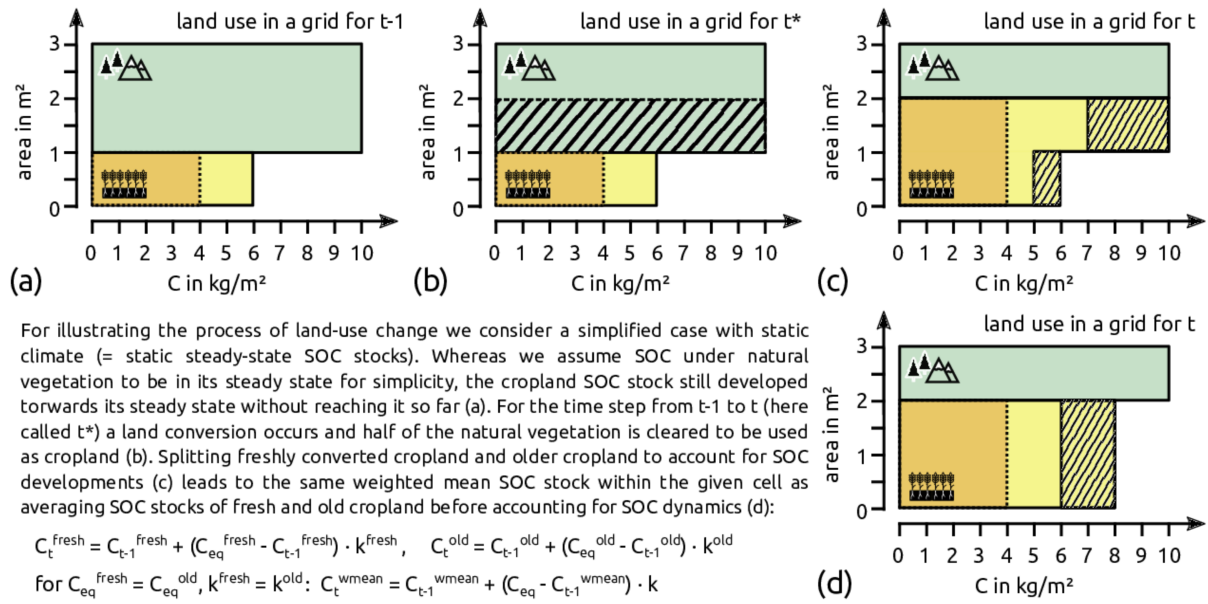 land use in a grid for t-1
3
2
1
0
area in m²
0 1 2 3 4 5 6 7 8 9 10
C in kg/m²
(a)
land use in a grid for t*
3
2
1
0
area in m²
0 1 2 3 4 5 6 7 8 9 10
C in kg/m²
(b)
land use in a grid for t
3
2
1
0
area in m²
0 1 2 3 4 5 6 7 8 9 10
C in kg/m²
(c)
For illustrating the process of land-use change we consider a simplified case with static
climate (= static steady-state SOC stocks). Whereas we assume SOC under natural
vegetation to be in its steady state for simplicity, the cropland SOC stock still developed
torwards its steady state without reaching it so far (a). For the time step from t-1 to t (here
called t*) a land conversion occurs and half of the natural vegetation is cleared to be used
as cropland (b). Splitting freshly converted cropland and older cropland to account for SOC
developments (c) leads to the same weighted mean SOC stock within the given cell as
averaging SOC stocks of fresh and old cropland before accounting for SOC dynamics (d):
C_t^fresh = C_t-1^fresh + (C_eq^fresh - C_t-1^fresh) · k^fresh , C_t^old = C_t-1^old + (C_eq^old - C_t-1^old) · k^old
for C_eq^fresh = C_eq^old, k^fresh = k^old: C_t^wmean = C_t-1^wmean + (C_eq - C_t-1^wmean) · k
land use in a grid for t
3
2
1
0
area in m²
0 1 2 3 4 5 6 7 8 9 10
C in kg/m²
(d)